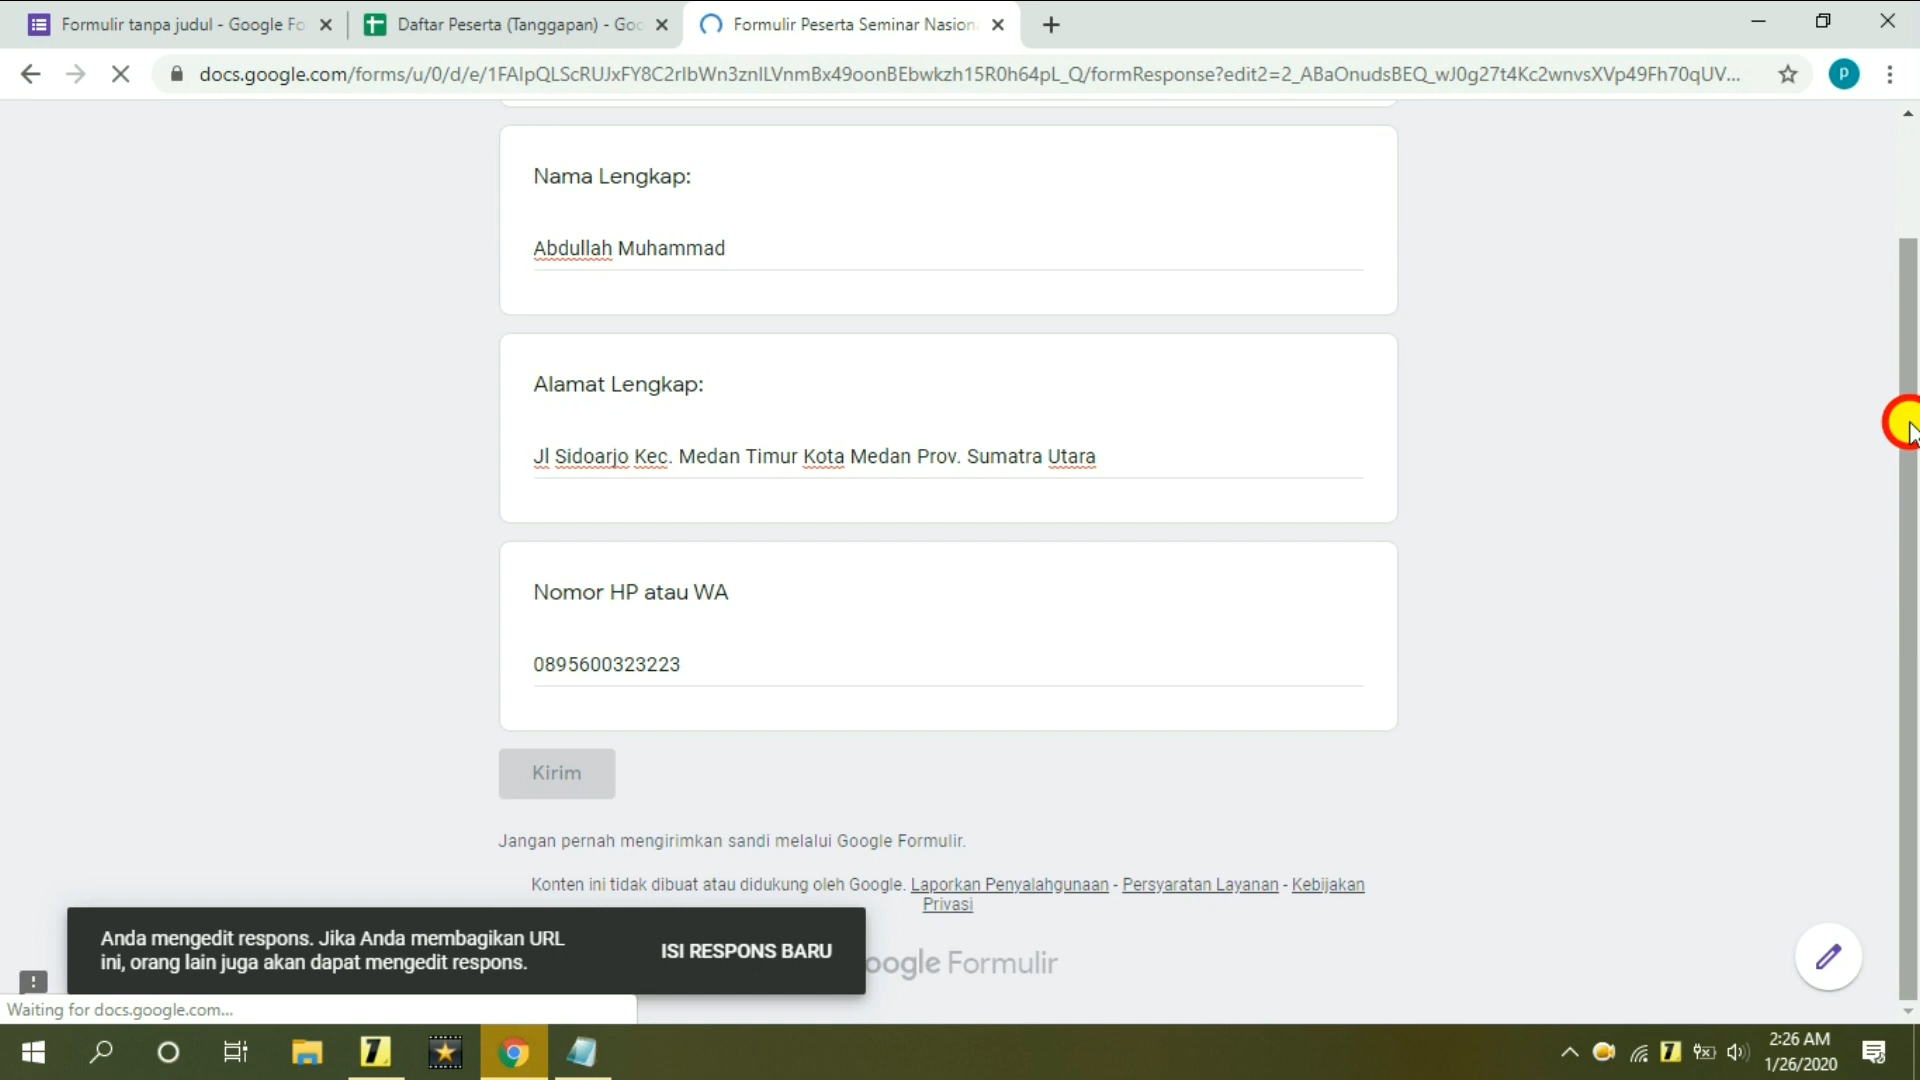 Formulir tanpa judul - Google Fo
Daftar Peserta (Tanggapan) - Goo
Formulir Peserta Seminar Nasion
docs.google.com/forms/u/0/d/e/1FAIpQLScRUJxFY8C2rIbWn3znILVnmBx49oonBEbwkzh15R0h64pL_Q/formResponse?edit2=2_ABaOnudsBEQ_wJ0g27t4Kc2wnvsXVp49Fh70qUV...
P
Nama Lengkap:
Abdullah Muhammad
Alamat Lengkap:
Jl Sidoarjo Kec. Medan Timur Kota Medan Prov. Sumatra Utara
Nomor HP atau WA
0895600323223
Kirim
Jangan pernah mengirimkan sandi melalui Google Formulir.
Konten ini tidak dibuat atau didukung oleh Google. Laporkan Penyalahgunaan - Persyaratan Layanan - Kebijakan
Privasi
Anda mengedit respons. Jika Anda membagikan URL
ini, orang lain juga akan dapat mengedit respons.
ISI RESPONS BARU
oogle Formulir
Waiting for docs.google.com...
2:26 AM
1/26/2020